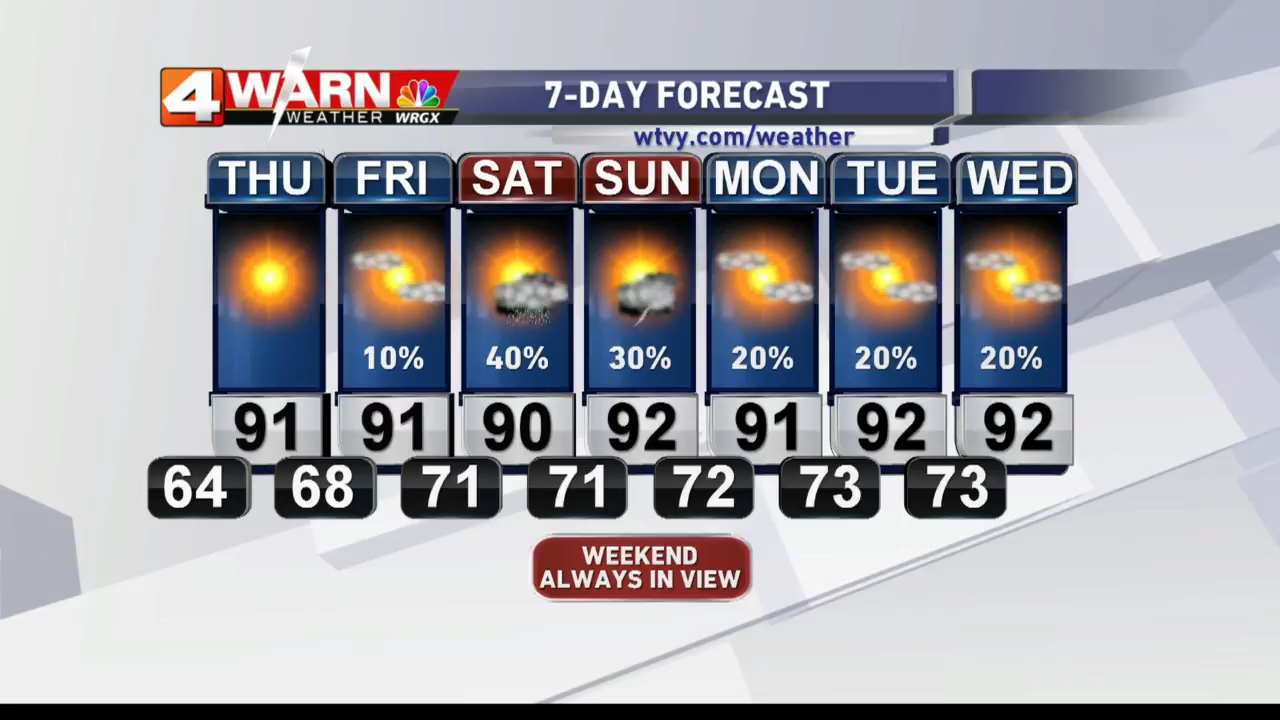 4 WARN
WEATHER WRGX
7-DAY FORECAST
wtvy.com/weather
THU FRI SAT SUN MON TUE WED
10% 40% 30% 20% 20% 20%
91 91 90 92 91 92 92
64 68 71 71 72 73 73
WEEKEND
ALWAYS IN VIEW